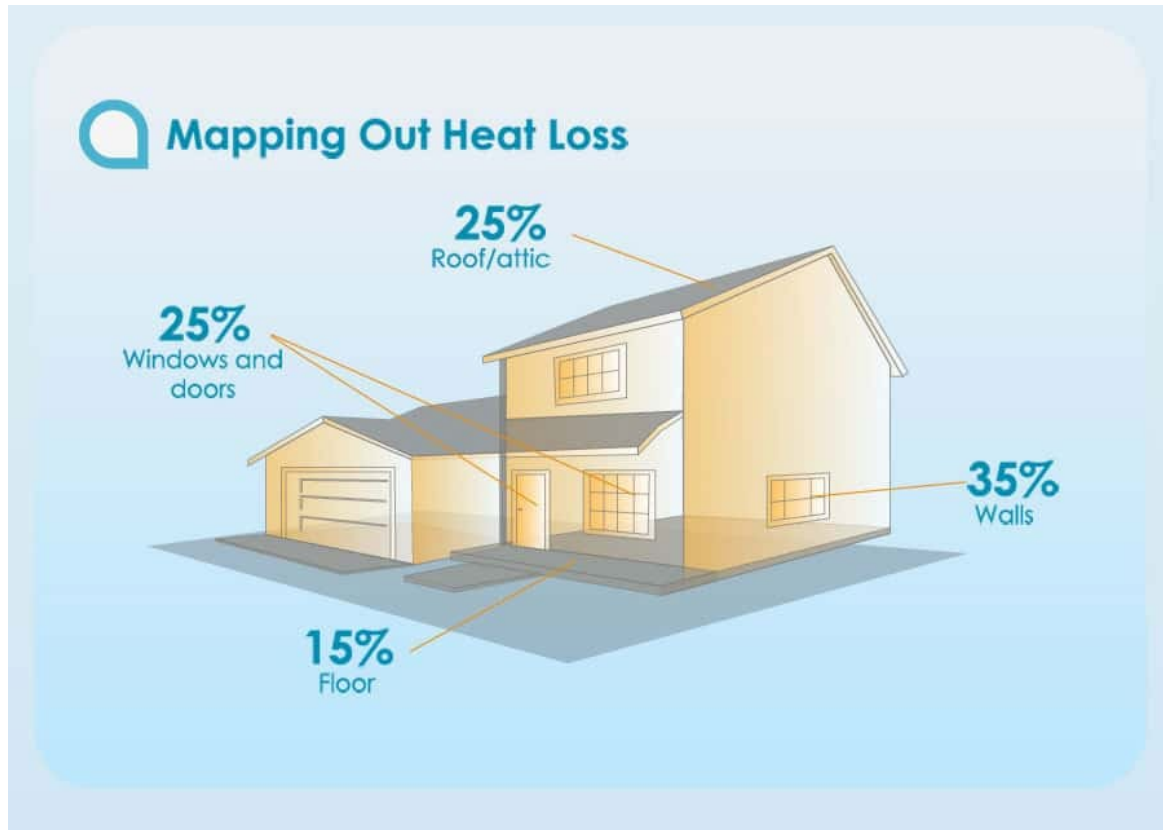 Mapping Out Heat Loss
25%
Roof/attic
25%
Windows and
doors
35%
Walls
15%
Floor